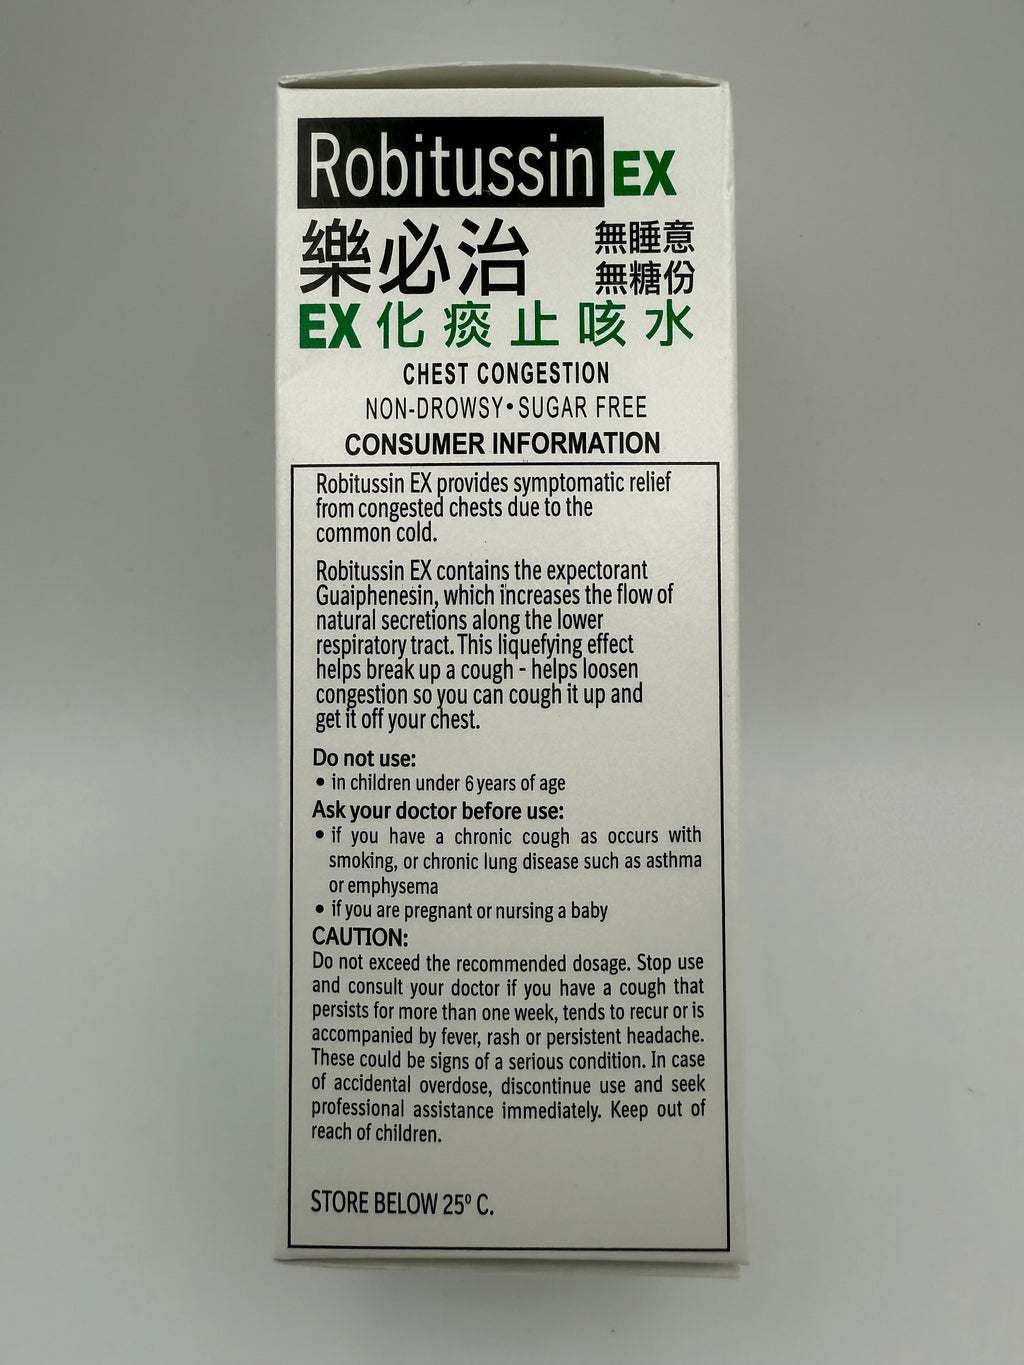 Robitussin EX
樂必治 無睡意
無糖份
EX 化痰止咳水
CHEST CONGESTION
NON-DROWSY • SUGAR FREE
CONSUMER INFORMATION
Robitussin EX provides symptomatic relief
from congested chests due to the
common cold.
Robitussin EX contains the expectorant
Guaiphenesin, which increases the flow of
natural secretions along the lower
respiratory tract. This liquefying effect
helps break up a cough - helps loosen
congestion so you can cough it up and
get it off your chest.
Do not use:
• in children under 6 years of age
Ask your doctor before use:
• if you have a chronic cough as occurs with
smoking, or chronic lung disease such as asthma
or emphysema
• if you are pregnant or nursing a baby
CAUTION:
Do not exceed the recommended dosage. Stop use
and consult your doctor if you have a cough that
persists for more than one week, tends to recur or is
accompanied by fever, rash or persistent headache.
These could be signs of a serious condition. In case
of accidental overdose, discontinue use and seek
professional assistance immediately. Keep out of
reach of children.
STORE BELOW 25º C.